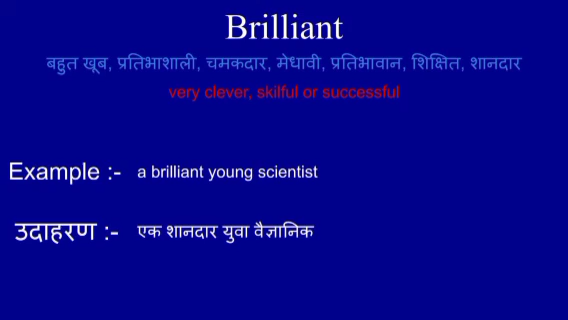 Brilliant
बहुत खूब, प्रतिभाशाली, चमकदार, मेधावी, प्रतिभावान, शिक्षित, शानदार
very clever, skilful or successful
Example :- a brilliant young scientist
उदाहरण :- एक शानदार युवा वैज्ञानिक